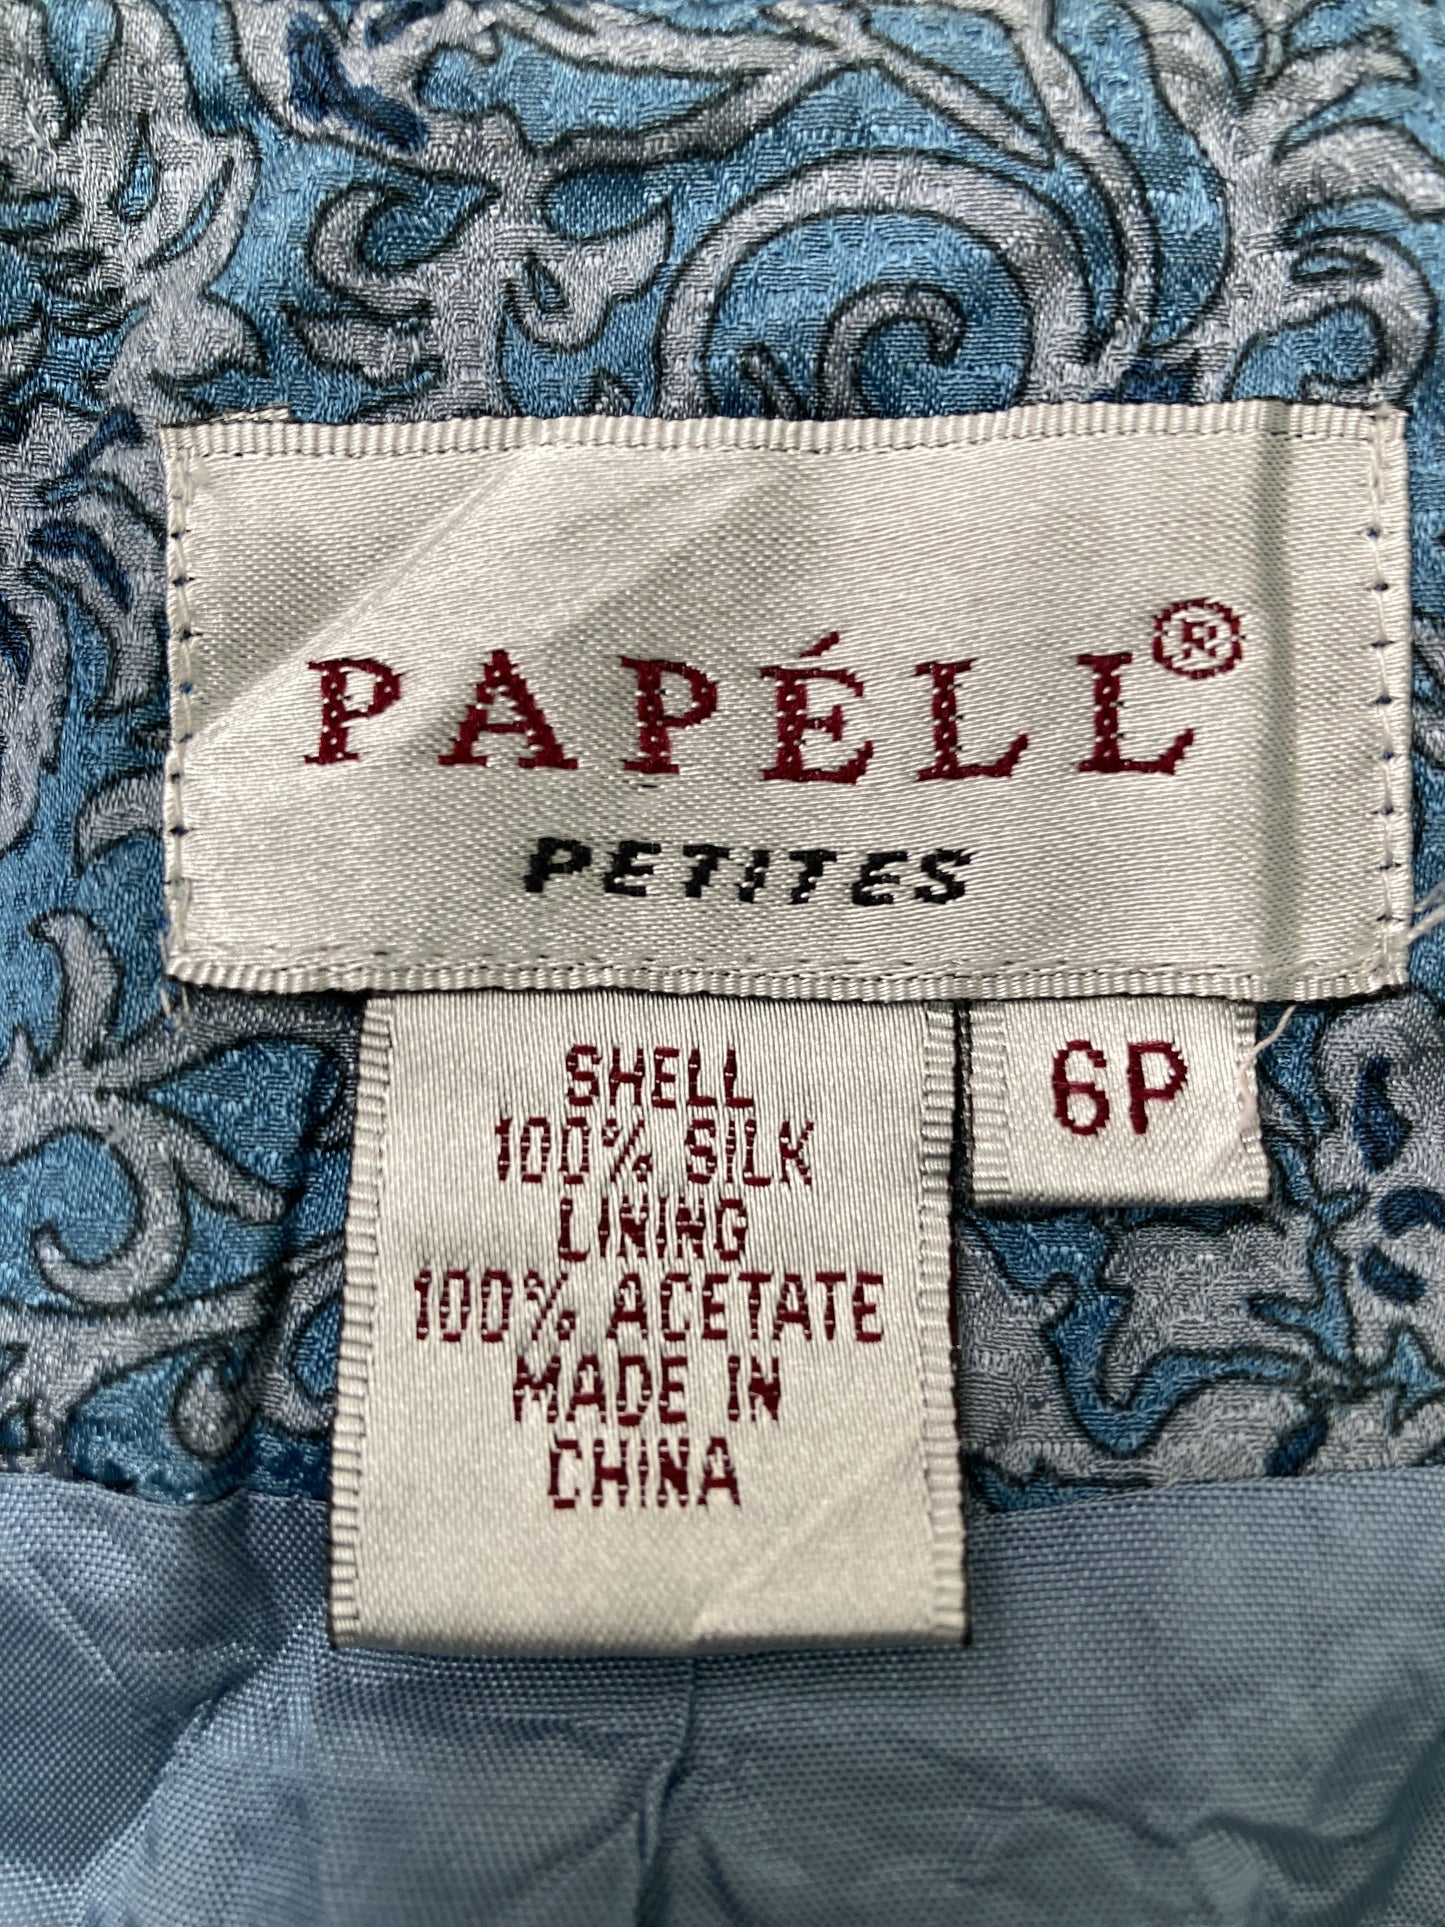 PAPÉLL®
PETITES
6P
SHELL
100% SILK
LINING
100% ACETATE
MADE IN
CHINA